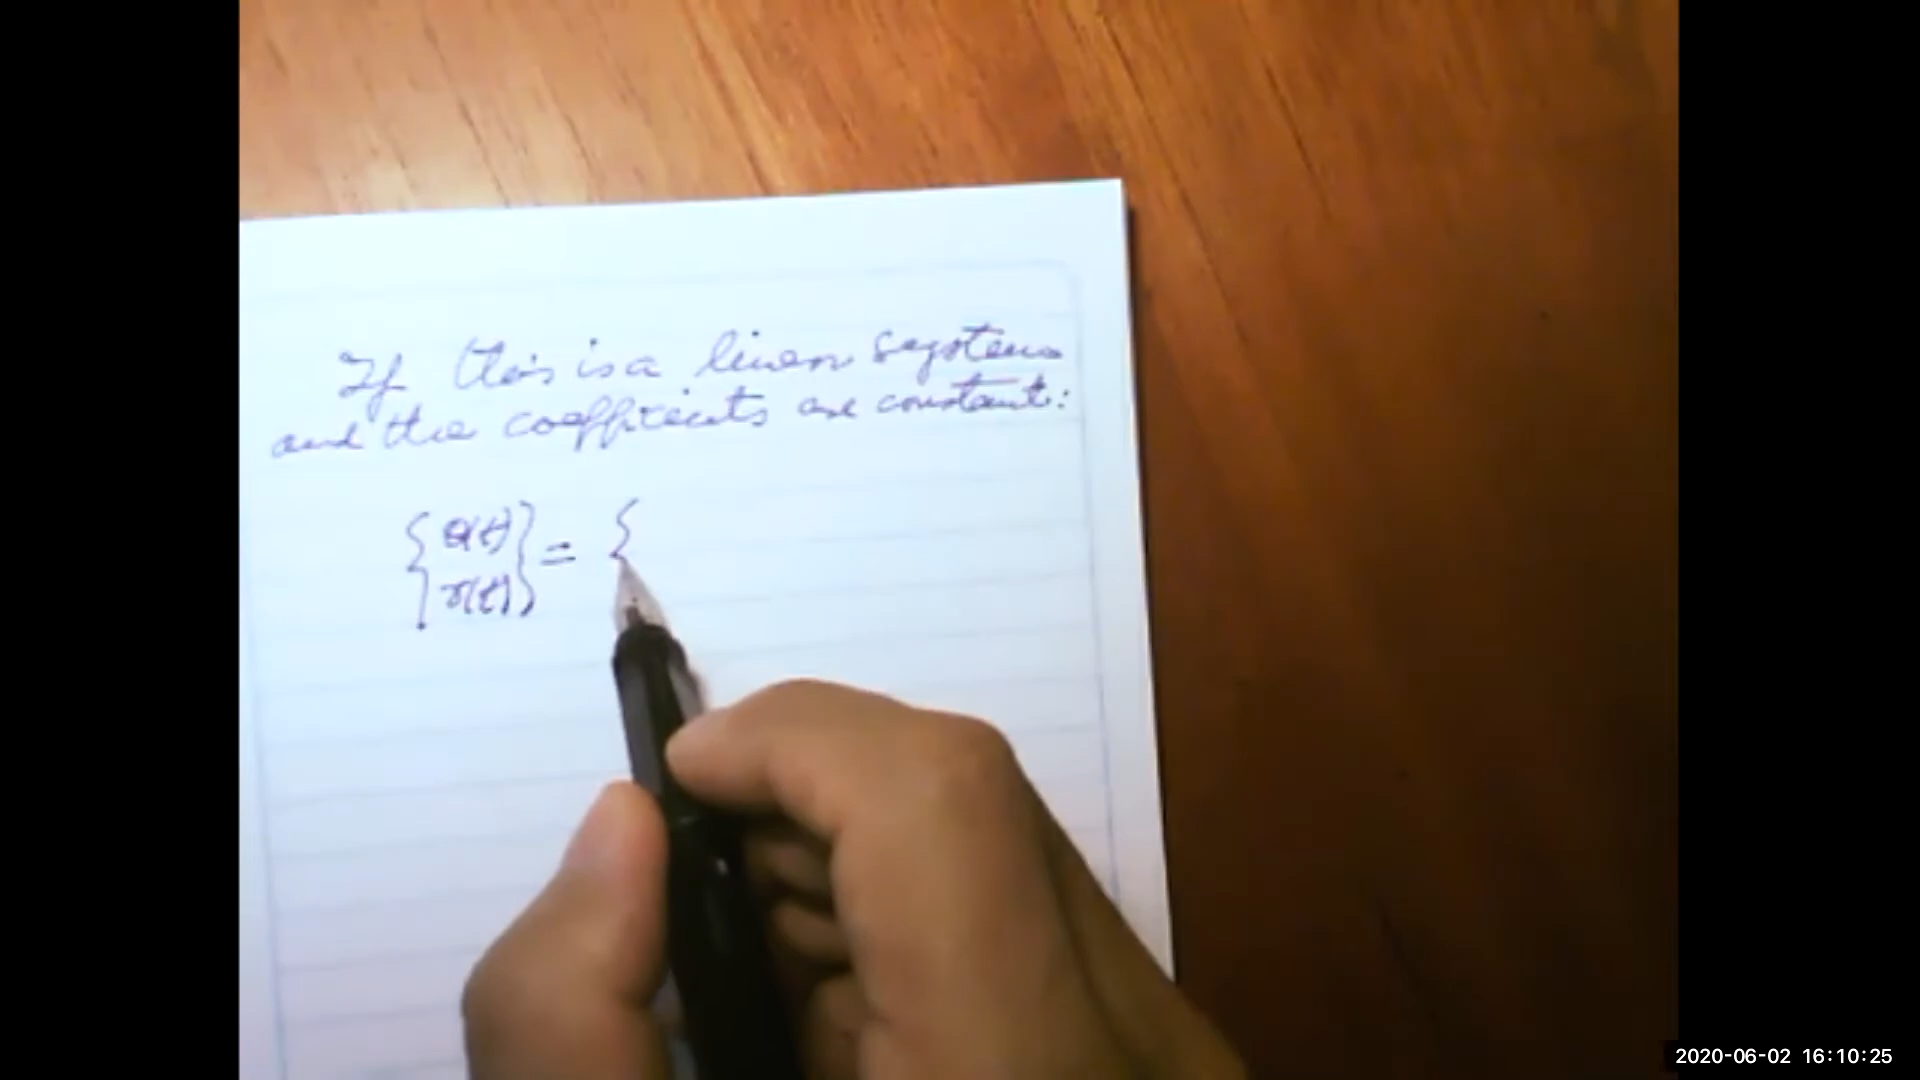 If this is a linear system
and the coefficients are constant:
{ θ(t) } = {
{ r(t) }
2020-06-02 16:10:25